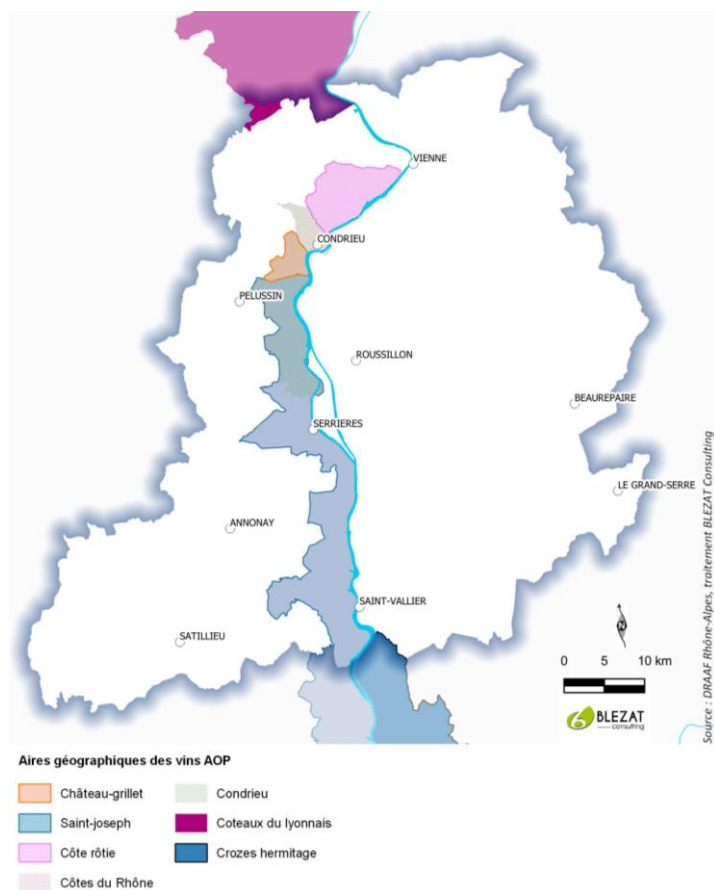 VIENNE
CONDRIEU
PELUSSIN
ROUSSILLON
BEAUREPAIRE
SERRIERES
LE GRAND-SERRE
ANNONAY
SAINT-VALLIER
SATILLIEU
N
0 5 10 km
BLEZAT
consulting
Source : DRAAF Rhône-Alpes, traitement BLEZAT Consulting
Aires géographiques des vins AOP
Château-grillet
Condrieu
Saint-joseph
Coteaux du lyonnais
Côte rôtie
Crozes hermitage
Côtes du Rhône